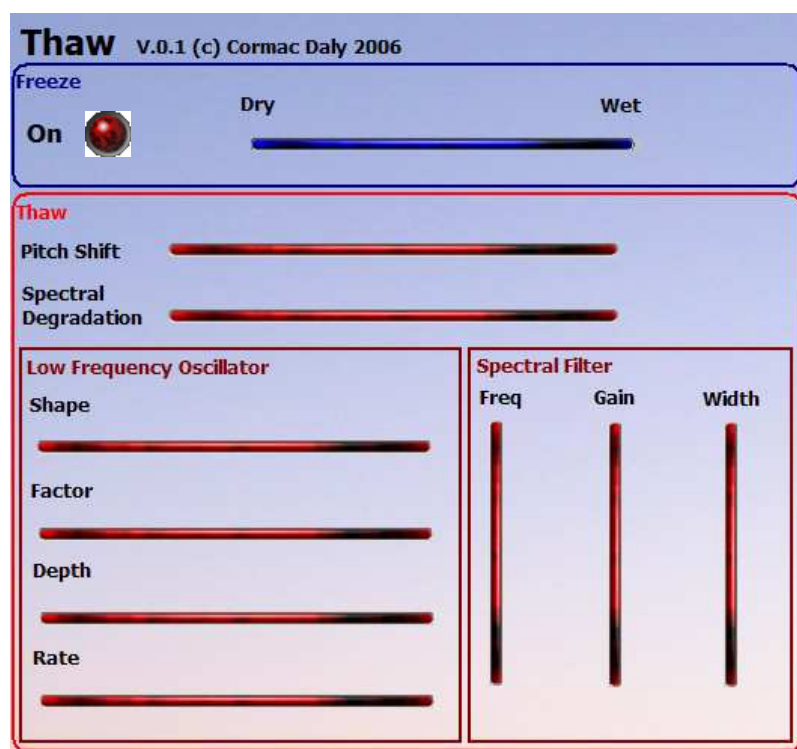 Thaw V.0.1 (c) Cormac Daly 2006
Freeze
Dry Wet
On
Thaw
Pitch Shift
Spectral
Degradation
Low Frequency Oscillator
Shape
Factor
Depth
Rate
Spectral Filter
Freq Gain Width